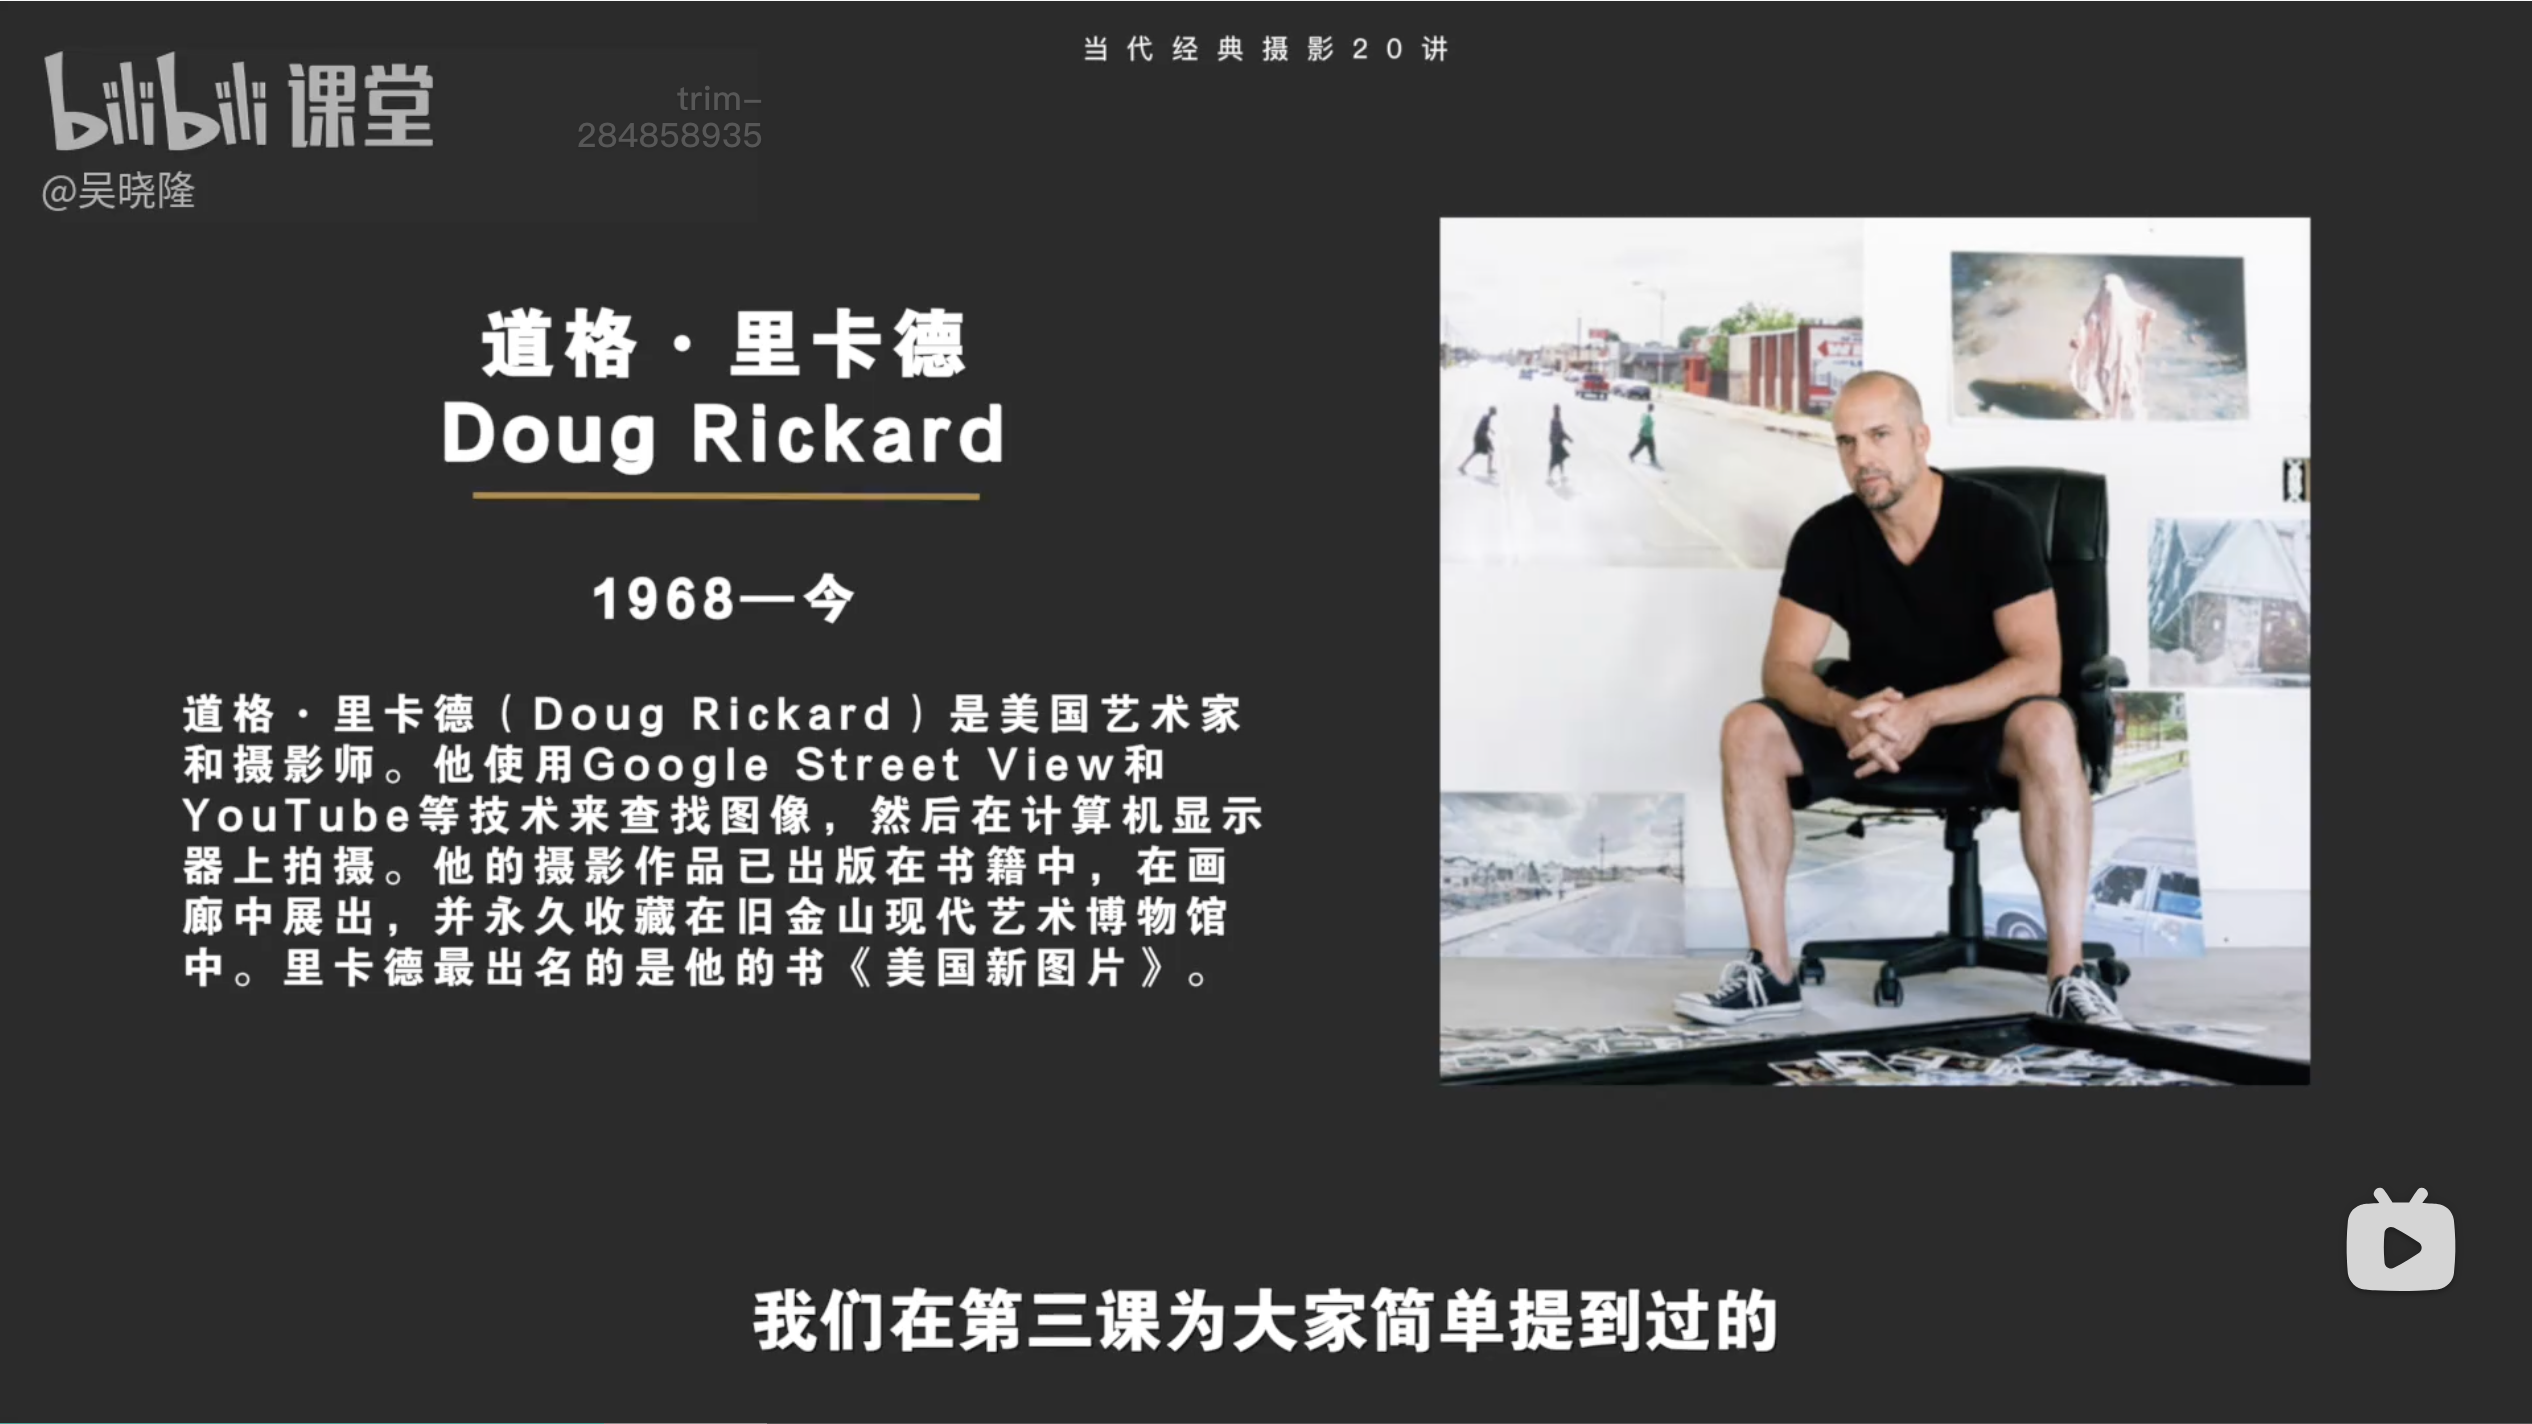 当代经典摄影20讲
bilibili 课堂
trim-
284858935
@吴晓隆
道格·里卡德
Doug Rickard
1968—今
道格·里卡德（Doug Rickard）是美国艺术家
和摄影师。他使用Google Street View和
YouTube等技术来查找图像，然后在计算机显示
器上拍摄。他的摄影作品已出版在书籍中，在画
廊中展出，并永久收藏在旧金山现代艺术博物馆
中。里卡德最出名的是他的书《美国新图片》。
我们在第三课为大家简单提到过的